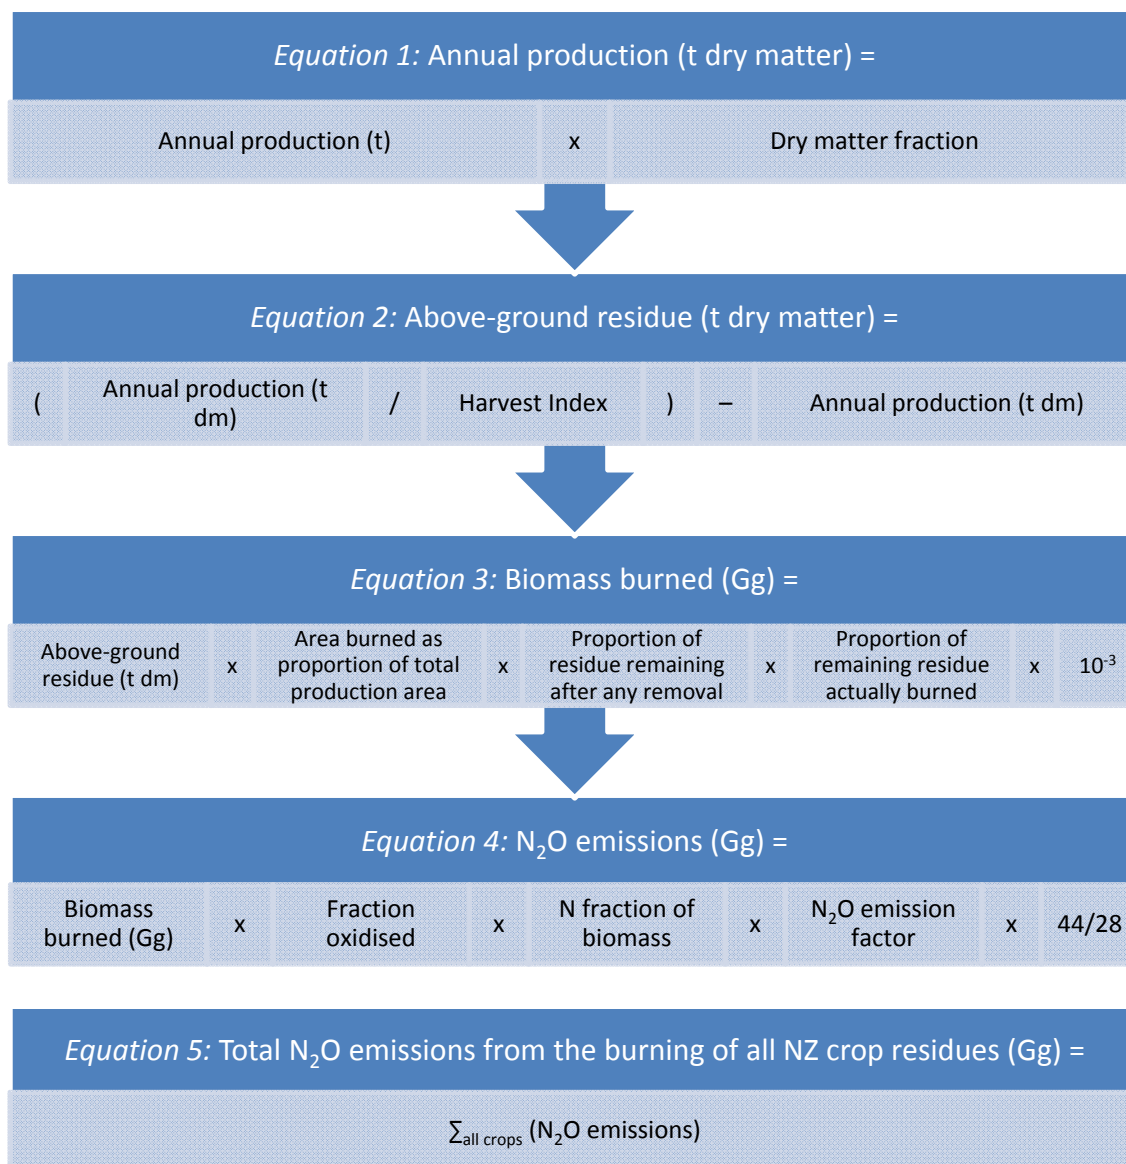 Equation 1: Annual production (t dry matter) =
Annual production (t) x Dry matter fraction
Equation 2: Above-ground residue (t dry matter) =
( Annual production (t
dm) / Harvest Index ) – Annual production (t dm)
Equation 3: Biomass burned (Gg) =
Above-ground
residue (t dm)
x
Area burned as
proportion of total
production area
x
Proportion of
residue remaining
after any removal
x
Proportion of
remaining residue
actually burned
x
10⁻³
Equation 4: N₂O emissions (Gg) =
Biomass
burned (Gg)
x
Fraction
oxidised
x
N fraction of
biomass
x
N₂O emission
factor
x
44/28
Equation 5: Total N₂O emissions from the burning of all NZ crop residues (Gg) =
∑all crops (N₂O emissions)